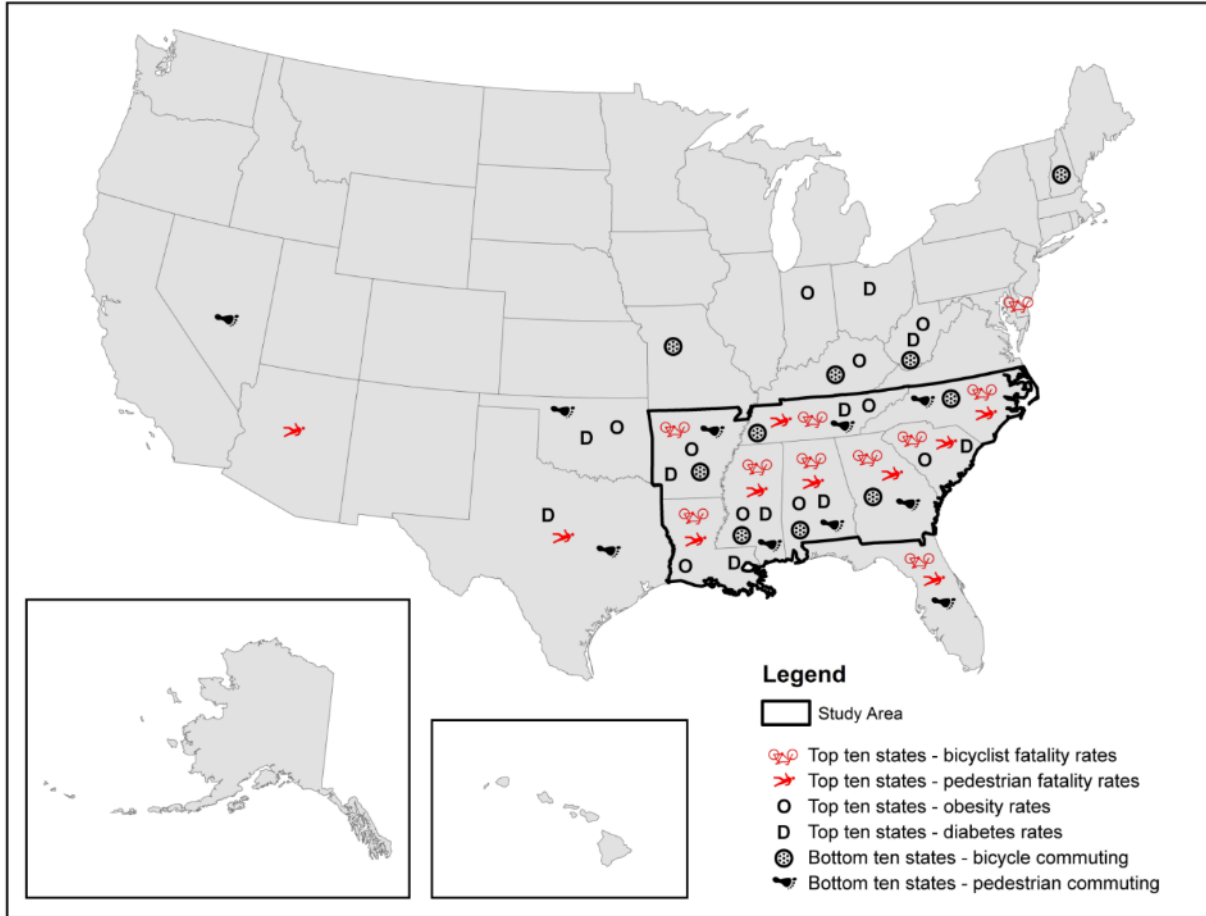 O
D
O
D
O
D
O
O
D
O
D
D
O
O
D
O
D
D
O
D
Legend
Study Area
Top ten states - bicyclist fatality rates
Top ten states - pedestrian fatality rates
O Top ten states - obesity rates
D Top ten states - diabetes rates
Bottom ten states - bicycle commuting
Bottom ten states - pedestrian commuting